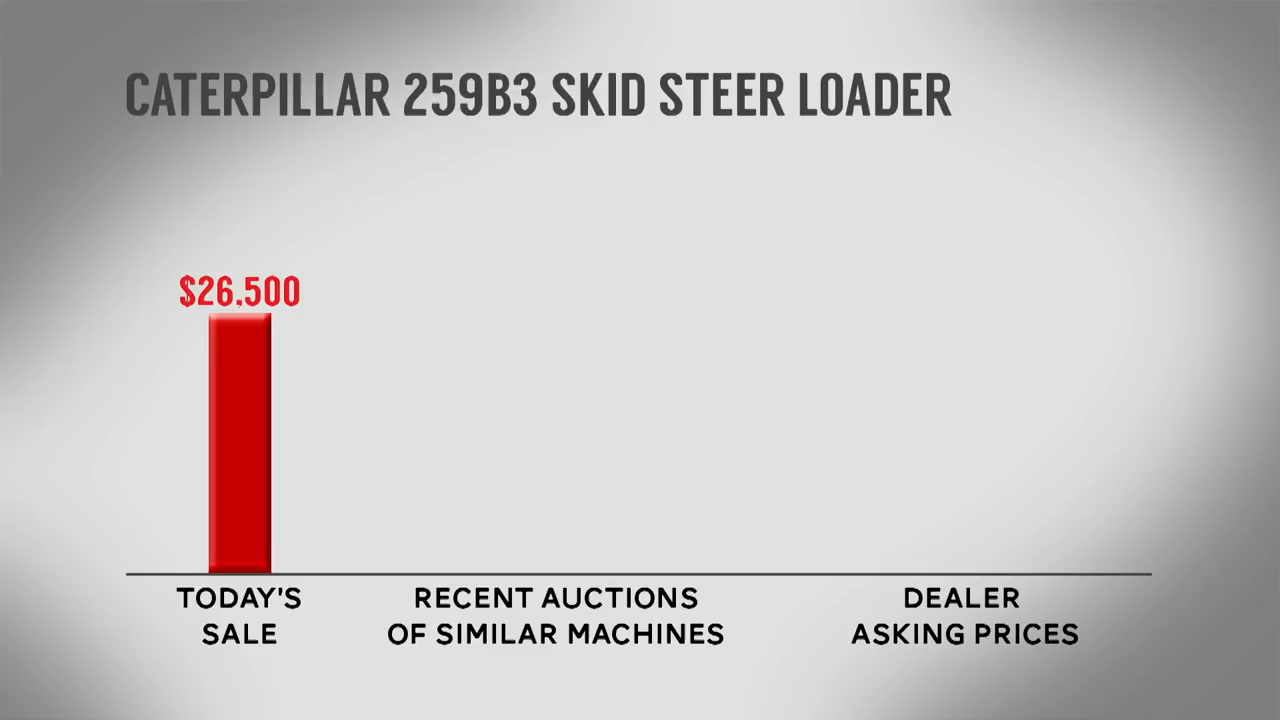 CATERPILLAR 259B3 SKID STEER LOADER
$26,500
TODAY'S
SALE
RECENT AUCTIONS
OF SIMILAR MACHINES
DEALER
ASKING PRICES